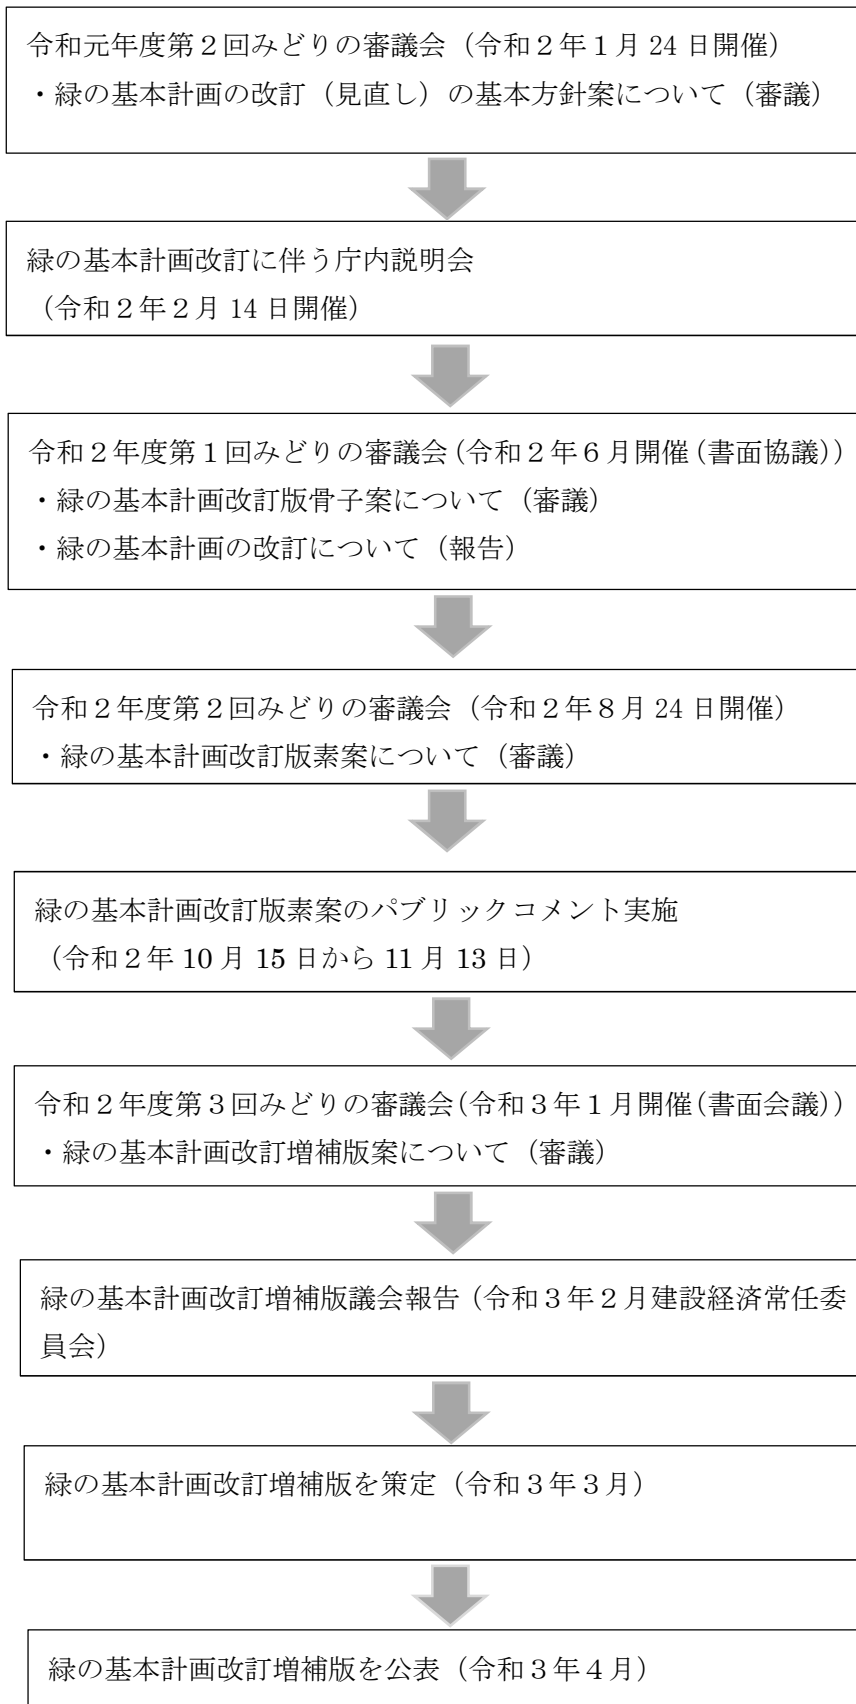 令和元年度第２回みどりの審議会（令和２年１月 24 日開催）
・緑の基本計画の改訂（見直し）の基本方針案について（審議）
緑の基本計画改訂に伴う庁内説明会
（令和２年２月 14 日開催）
令和２年度第１回みどりの審議会（令和２年６月開催（書面協議））
・緑の基本計画改訂版骨子案について（審議）
・緑の基本計画の改訂について（報告）
令和２年度第２回みどりの審議会（令和２年８月 24 日開催）
・緑の基本計画改訂版素案について（審議）
緑の基本計画改訂版素案のパブリックコメント実施
（令和２年 10 月 15 日から 11 月 13 日）
令和２年度第３回みどりの審議会（令和３年１月開催（書面会議））
・緑の基本計画改訂増補版案について（審議）
緑の基本計画改訂増補版議会報告（令和３年２月建設経済常任委
員会）
緑の基本計画改訂増補版を策定（令和３年３月）
緑の基本計画改訂増補版を公表（令和３年４月）